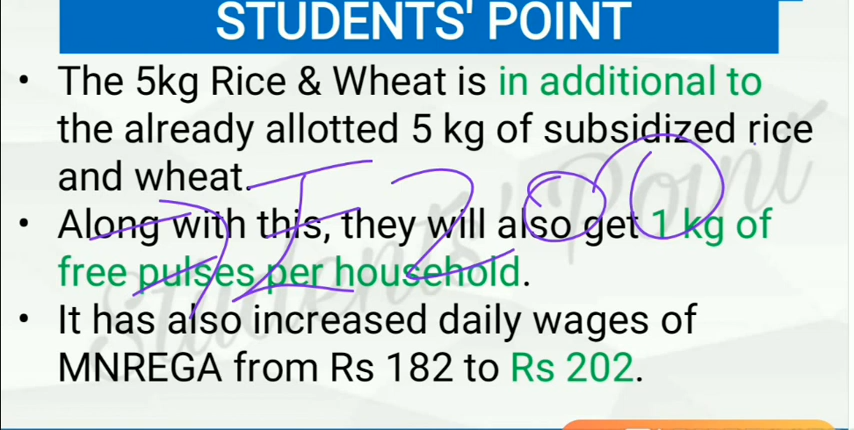 STUDENTS' POINT
• The 5kg Rice & Wheat is in additional to
the already allotted 5 kg of subsidized rice
and wheat.
• Along with this, they will also get 1 kg of
free pulses per household.
• It has also increased daily wages of
MNREGA from Rs 182 to Rs 202.
Students' Point